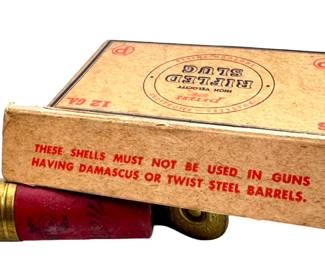 12 GA.
Peters
HIGH VELOCITY
RIFLED
SLUG
THESE SHELLS MUST NOT BE USED IN GUNS
HAVING DAMASCUS OR TWIST STEEL BARRELS.